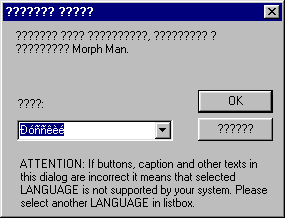 ??????? ?????
??????? ???? ??????????, ????????? ?
????????? Morph Man.
OK
????:
Ðóññêèé
??????
ATTENTION: If buttons, caption and other texts in
this dialog are incorrect it means that selected
LANGUAGE is not supported by your system. Please
select another LANGUAGE in listbox.